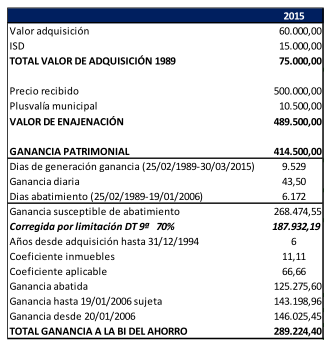 2015
Valor adquisición 60.000,00
ISD 15.000,00
TOTAL VALOR DE ADQUISICIÓN 1989 75.000,00
Precio recibido 500.000,00
Plusvalía municipal 10.500,00
VALOR DE ENAJENACIÓN 489.500,00
GANANCIA PATRIMONIAL 414.500,00
Dias de generación ganancia (25/02/1989-30/03/2015) 9.529
Ganancia diaria 43,50
Dias abatimiento (25/02/1989-19/01/2006) 6.172
Ganancia susceptible de abatimiento 268.474,55
Corregida por limitación DT 9ª 70% 187.932,19
Años desde adquisición hasta 31/12/1994 6
Coeficiente inmuebles 11,11
Coeficiente aplicable 66,66
Ganancia abatida 125.275,60
Ganancia hasta 19/01/2006 sujeta 143.198,96
Ganancia desde 20/01/2006 146.025,45
TOTAL GANANCIA A LA BI DEL AHORRO 289.224,40